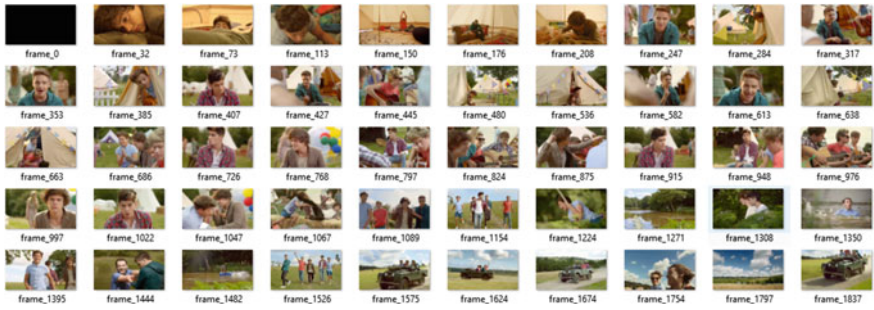 frame_0 frame_32 frame_73 frame_113 frame_150 frame_176 frame_208 frame_247 frame_284 frame_317
frame_353 frame_385 frame_407 frame_427 frame_445 frame_480 frame_536 frame_582 frame_613 frame_638
frame_663 frame_686 frame_726 frame_768 frame_797 frame_824 frame_875 frame_915 frame_948 frame_976
frame_997 frame_1022 frame_1047 frame_1067 frame_1089 frame_1154 frame_1224 frame_1271 frame_1308 frame_1350
frame_1395 frame_1444 frame_1482 frame_1526 frame_1575 frame_1624 frame_1674 frame_1754 frame_1797 frame_1837